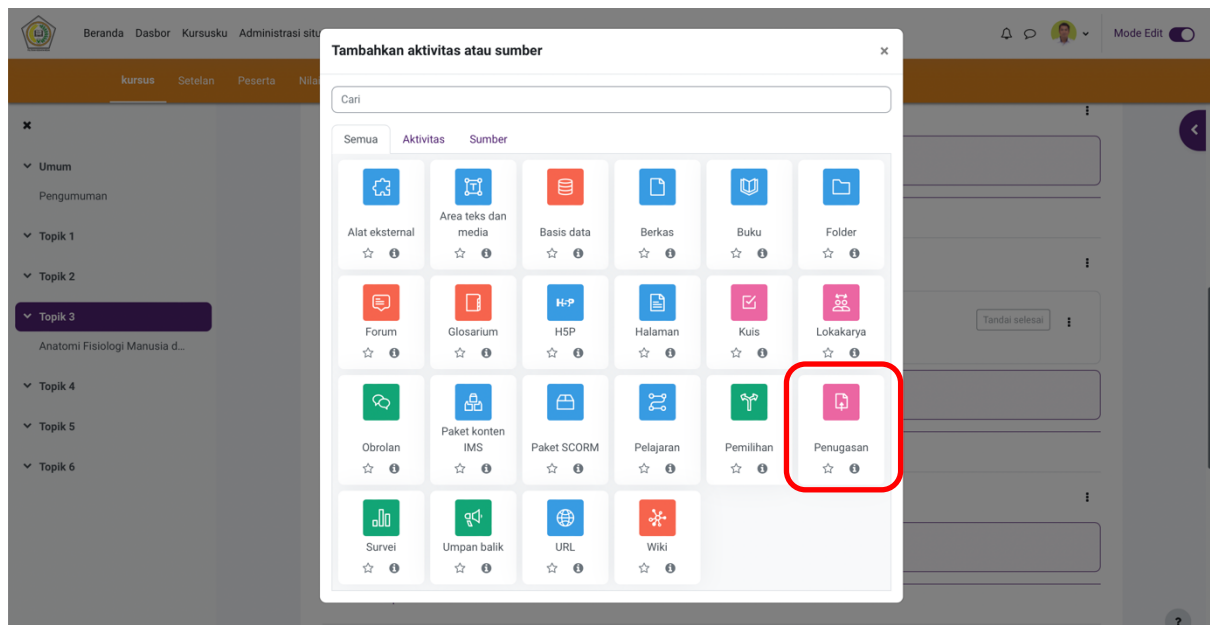 Beranda Dasbor Kursusku Administrasi situ
Mode Edit
kursus Setelan Peserta Nilai
Tambahkan aktivitas atau sumber
Cari
Semua Aktivitas Sumber
Umum
Pengumuman
Topik 1
Topik 2
Topik 3
Anatomi Fisiologi Manusia d...
Topik 4
Topik 5
Topik 6
Alat eksternal
Area teks dan
media
Basis data
Berkas
Buku
Folder
Forum
Glosarium
H5P
H5P
Halaman
Kuis
Lokakarya
Obrolan
Paket konten
IMS
Paket SCORM
Pelajaran
Pemilihan
Penugasan
Survei
Umpan balik
URL
Wiki
Tandai selesai
?